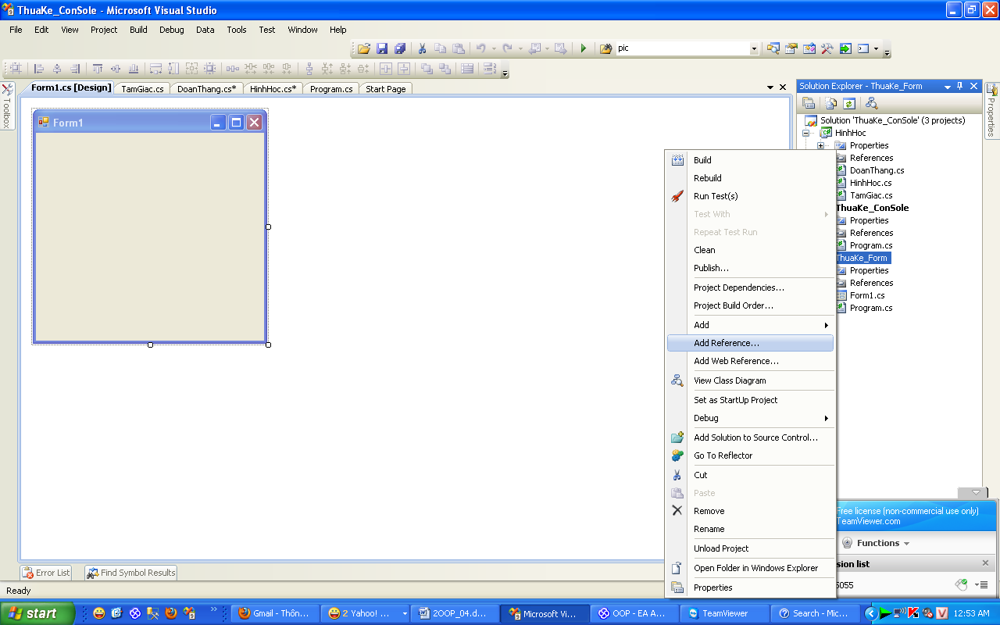 ThuaKe_ConSole - Microsoft Visual Studio
File Edit View Project Build Debug Data Tools Test Window Help
pic
Form1.cs [Design] TamGiac.cs DoanThang.cs* HinhHoc.cs* Program.cs Start Page
Toolbox
Form1
Solution Explorer - ThuaKe_Form
Properties
Solution 'ThuaKe_ConSole' (3 projects)
HinhHoc
Properties
References
DoanThang.cs
HinhHoc.cs
TamGiac.cs
ThuaKe_ConSole
Properties
References
Program.cs
ThuaKe_Form
Properties
References
Form1.cs
Program.cs
Build
Rebuild
Run Test(s)
Test With
Repeat Test Run
Clean
Publish...
Project Dependencies...
Project Build Order...
Add
Add Reference...
Add Web Reference...
View Class Diagram
Set as StartUp Project
Debug
Add Solution to Source Control...
Go To Reflector
Cut
Paste
Remove
Rename
Unload Project
Open Folder in Windows Explorer
Properties
Free license (non-commercial use only)
TeamViewer.com
Functions
sion list
5055
Error List Find Symbol Results
Ready
start Gmail - Thôn... 2 Yahoo! ... 2OOP_04.d... Microsoft Vi... OOP - EA A... TeamViewer Search - Mic... V K 12:53 AM